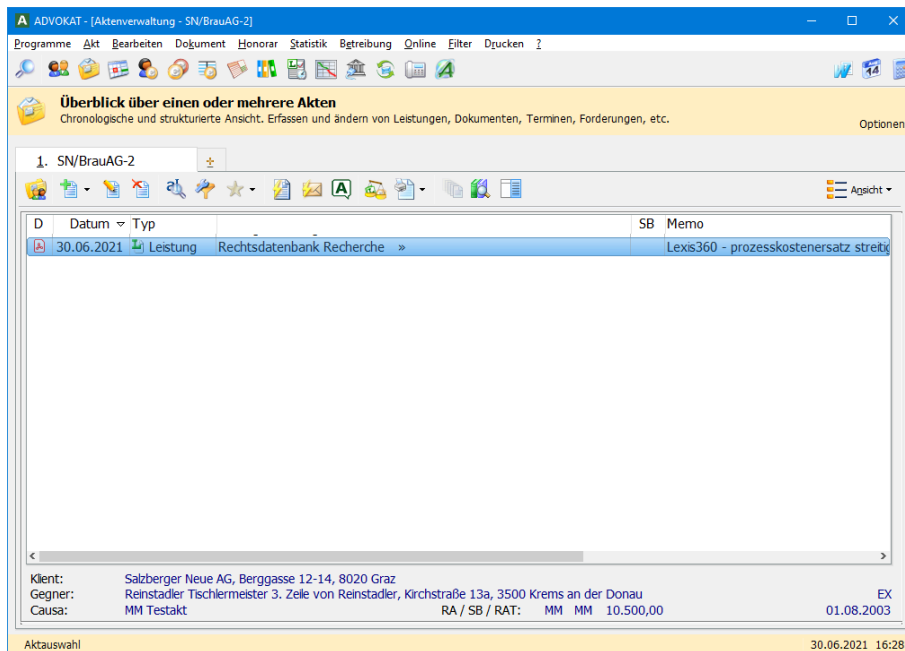 ADVOKAT - [Aktenverwaltung - SN/BrauAG-2]
Programme Akt Bearbeiten Dokument Honorar Statistik Betreibung Online Filter Drucken ?
14
Überblick über einen oder mehrere Akten
Chronologische und strukturierte Ansicht. Erfassen und ändern von Leistungen, Dokumenten, Terminen, Forderungen, etc.
Optionen
1. SN/BrauAG-2
Ansicht
D Datum Typ SB Memo
30.06.2021 Leistung Rechtsdatenbank Recherche » Lexis360 - prozesskostenersatz streitig
Klient: Salzberger Neue AG, Berggasse 12-14, 8020 Graz
Gegner: Reinstadler Tischlermeister 3. Zeile von Reinstadler, Kirchstraße 13a, 3500 Krems an der Donau EX
Causa: MM Testakt RA / SB / RAT: MM MM 10.500,00 01.08.2003
Aktauswahl 30.06.2021 16:28